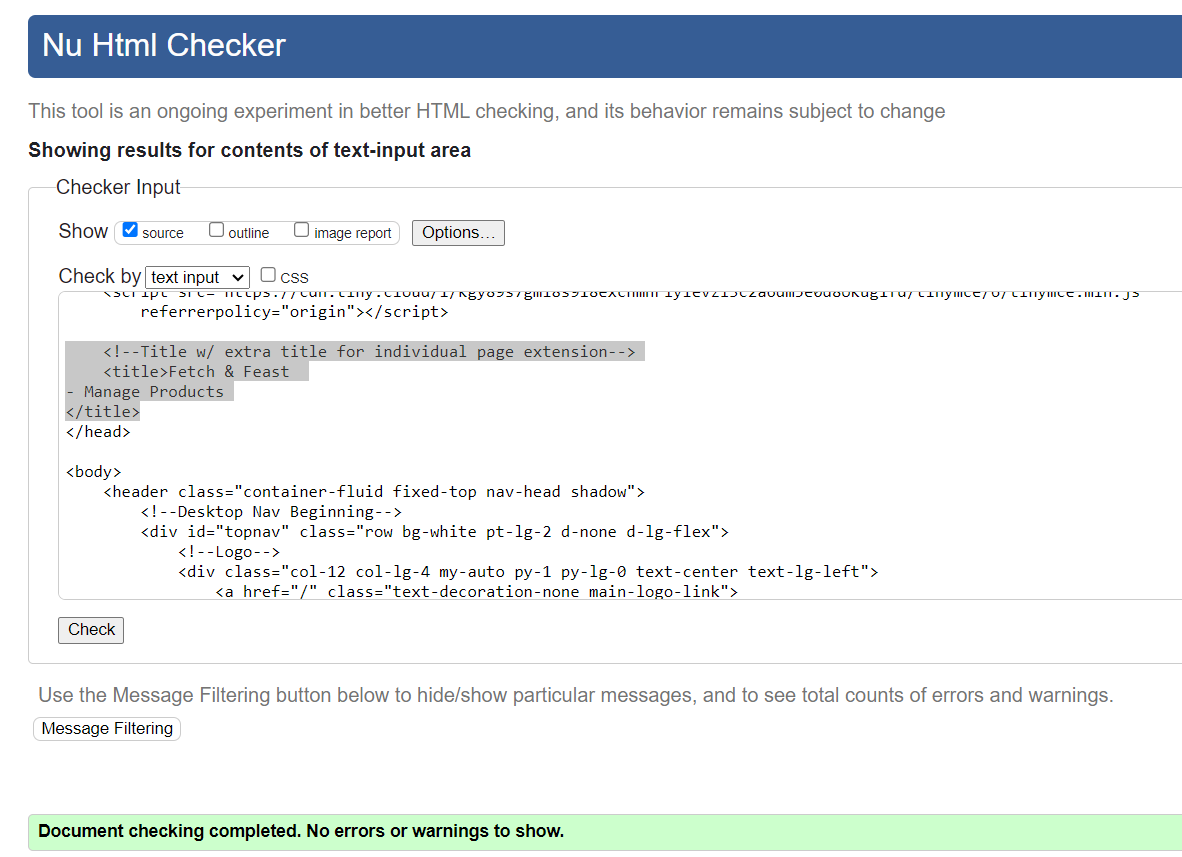 Nu Html Checker
This tool is an ongoing experiment in better HTML checking, and its behavior remains subject to change
Showing results for contents of text-input area
Checker Input
Show source outline image report Options...
Check by text input CSS
referrerpolicy="origin"></script>
<!--Title w/ extra title for individual page extension-->
<title>Fetch & Feast
- Manage Products
</title>
</head>
<body>
<header class="container-fluid fixed-top nav-head shadow">
<!--Desktop Nav Beginning-->
<div id="topnav" class="row bg-white pt-lg-2 d-none d-lg-flex">
<!--Logo-->
<div class="col-12 col-lg-4 my-auto py-1 py-lg-0 text-center text-lg-left">
<a href="/" class="text-decoration-none main-logo-link">
Check
Use the Message Filtering button below to hide/show particular messages, and to see total counts of errors and warnings.
Message Filtering
Document checking completed. No errors or warnings to show.